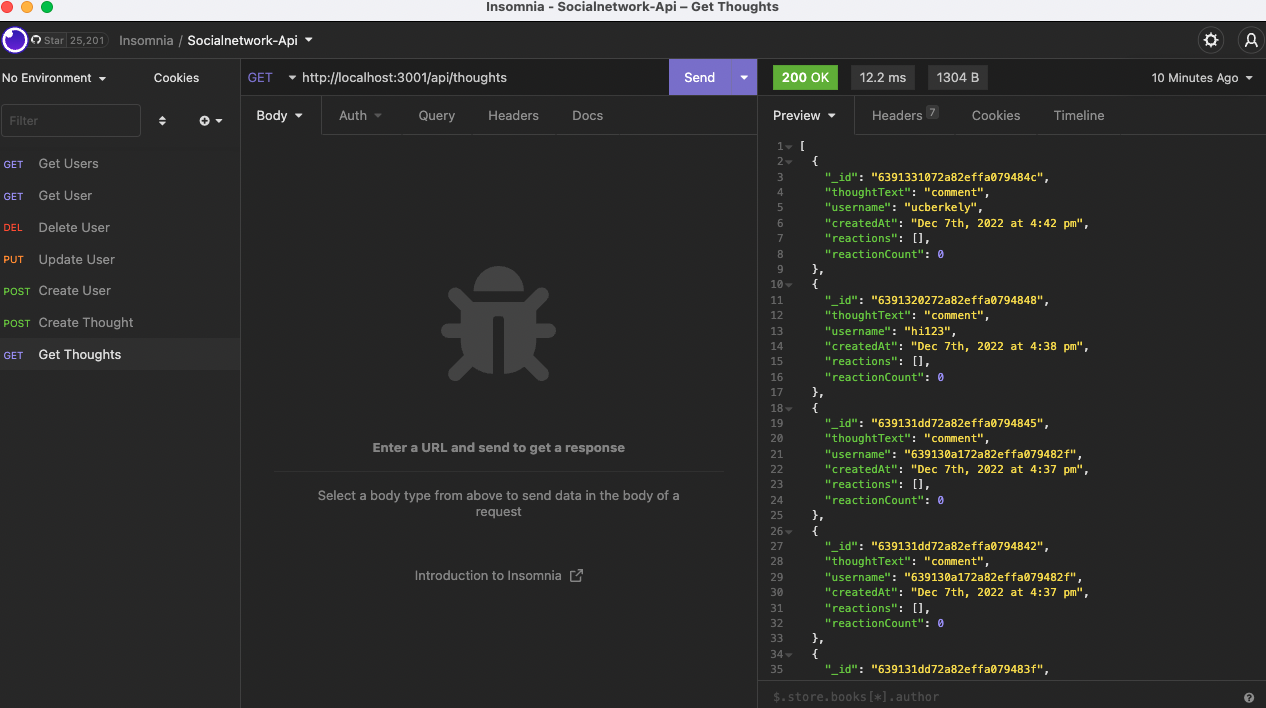 Insomnia - Socialnetwork-Api – Get Thoughts
Star 25,201 Insomnia / Socialnetwork-Api
No Environment Cookies
Filter
GET Get Users
GET Get User
DEL Delete User
PUT Update User
POST Create User
POST Create Thought
GET Get Thoughts
GET http://localhost:3001/api/thoughts Send
Body Auth Query Headers Docs
Enter a URL and send to get a response
Select a body type from above to send data in the body of a
request
Introduction to Insomnia
200 OK 12.2 ms 1304 B 10 Minutes Ago
Preview Headers 7 Cookies Timeline
1 [
2 {
3 "_id": "6391331072a82effa079484c",
4 "thoughtText": "comment",
5 "username": "ucberkely",
6 "createdAt": "Dec 7th, 2022 at 4:42 pm",
7 "reactions": [],
8 "reactionCount": 0
9 },
10 {
11 "_id": "6391320272a82effa0794848",
12 "thoughtText": "comment",
13 "username": "hi123",
14 "createdAt": "Dec 7th, 2022 at 4:38 pm",
15 "reactions": [],
16 "reactionCount": 0
17 },
18 {
19 "_id": "639131dd72a82effa0794845",
20 "thoughtText": "comment",
21 "username": "639130a172a82effa079482f",
22 "createdAt": "Dec 7th, 2022 at 4:37 pm",
23 "reactions": [],
24 "reactionCount": 0
25 },
26 {
27 "_id": "639131dd72a82effa0794842",
28 "thoughtText": "comment",
29 "username": "639130a172a82effa079482f",
30 "createdAt": "Dec 7th, 2022 at 4:37 pm",
31 "reactions": [],
32 "reactionCount": 0
33 },
34 {
35 "_id": "639131dd72a82effa079483f",
$.store.books[*].author